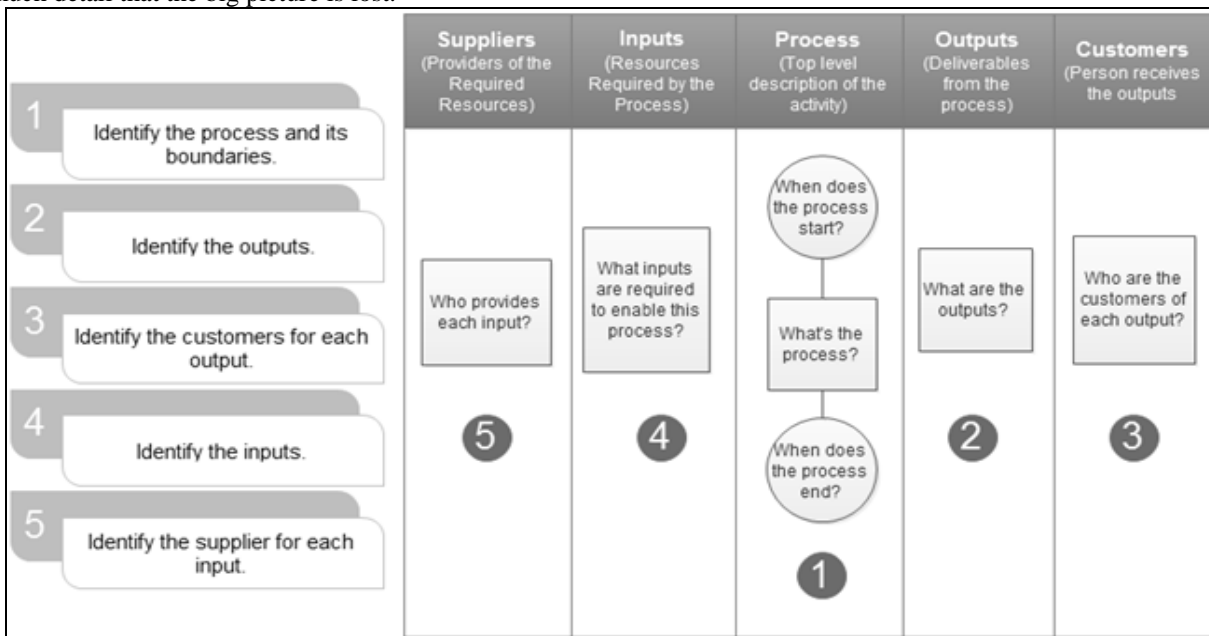 much detail that the big picture is lost.
1
Identify the process and its
boundaries.
2
Identify the outputs.
3
Identify the customers for each
output.
4
Identify the inputs.
5
Identify the supplier for each
input.
Suppliers
(Providers of the
Required
Resources)
Inputs
(Resources
Required by the
Process)
Process
(Top level
description of the
activity)
Outputs
(Deliverables
from the
process)
Customers
(Person receives
the outputs
Who provides
each input?
5
What inputs
are required
to enable this
process?
4
When does
the process
start?
What's the
process?
When does
the process
end?
1
What are the
outputs?
2
Who are the
customers of
each output?
3